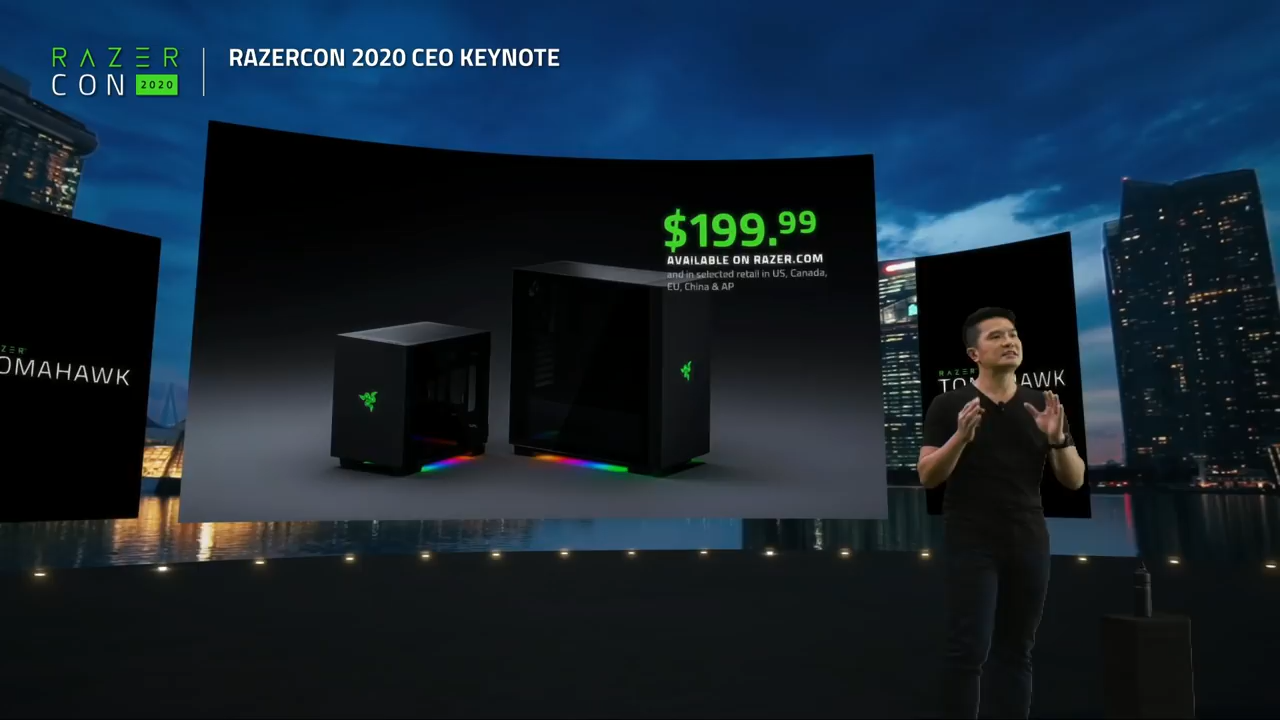 RAZER
CON 2020
RAZERCON 2020 CEO KEYNOTE
$199.99
AVAILABLE ON RAZER.COM
and in selected retail in US, Canada,
EU, China & AP
OMAHAWK
RAZER